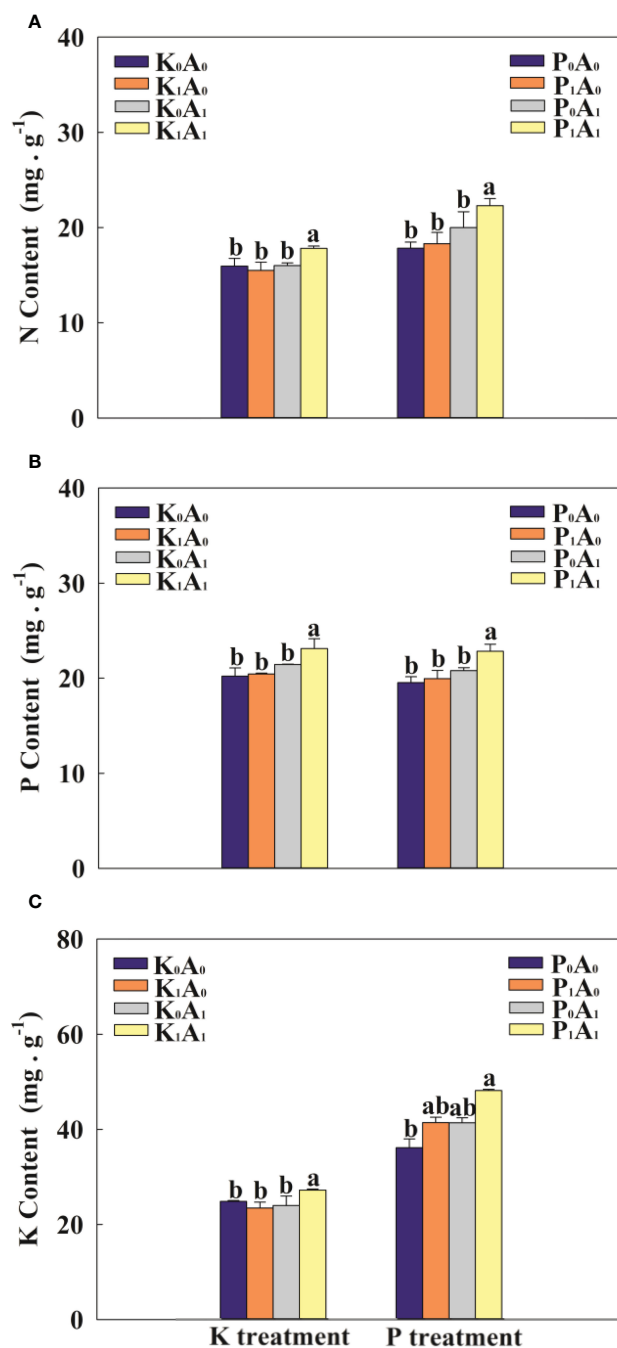 A
40
30
20
10
0
N Content (mg . g⁻¹)
K₀A₀
K₁A₀
K₀A₁
K₁A₁
P₀A₀
P₁A₀
P₀A₁
P₁A₁
b b b a
b b b a
B
40
30
20
10
0
P Content (mg . g⁻¹)
K₀A₀
K₁A₀
K₀A₁
K₁A₁
P₀A₀
P₁A₀
P₀A₁
P₁A₁
b b b a
b b b a
C
80
60
40
20
0
K Content (mg . g⁻¹)
K₀A₀
K₁A₀
K₀A₁
K₁A₁
P₀A₀
P₁A₀
P₀A₁
P₁A₁
b b b a
b ab ab a
K treatment P treatment